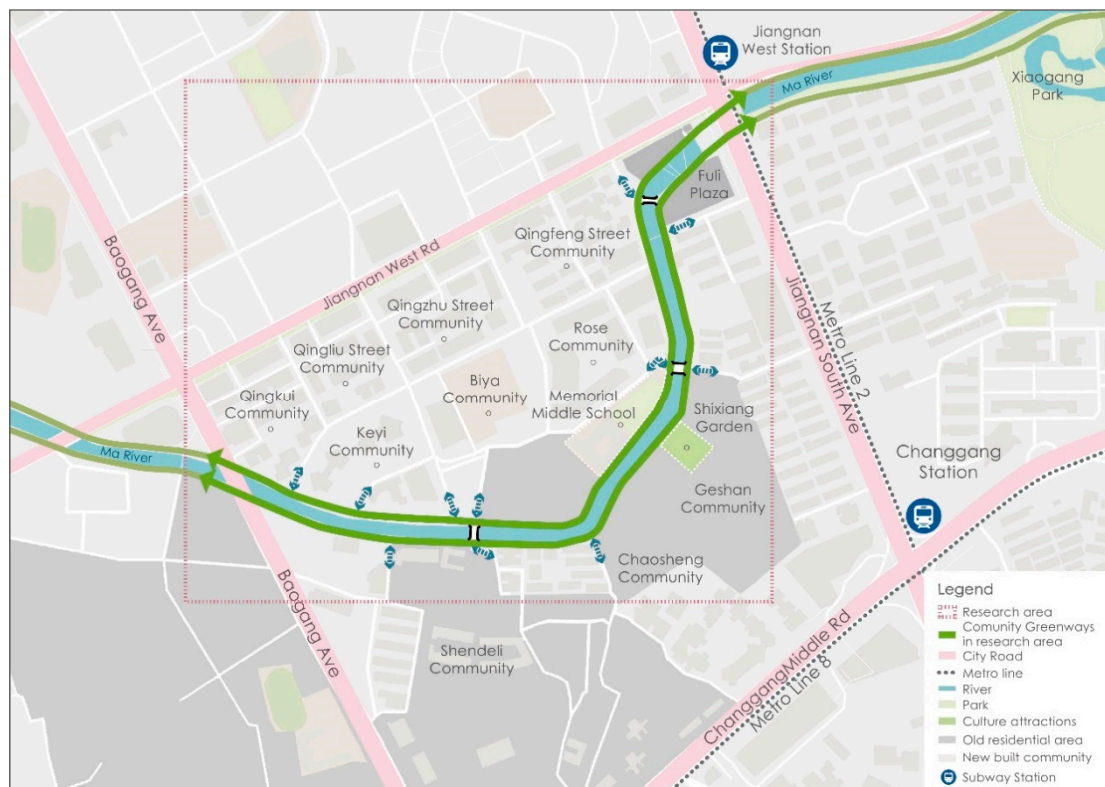 Jiangnan
West Station
Ma River
Xiaogang
Park
Fuli
Plaza
Qingfeng Street
Community
Baogang Ave
Jiangnan West Rd
Qingzhu Street
Community
Jiangnan South Ave
Metro Line 2
Qingliu Street
Community
Rose
Community
Qingkui
Community
Biya
Community
Memorial
Middle School
Shixiang
Garden
Keyi
Community
Ma River
Changgang
Station
Geshan
Community
Chaosheng
Community
Baogang Ave
Shendeli
Community
ChanggangMiddle Rd
Metro Line 8
Legend
Research area
Comunity Greenways
in research area
City Road
Metro line
River
Park
Culture attractions
Old residential area
New built community
Subway Station